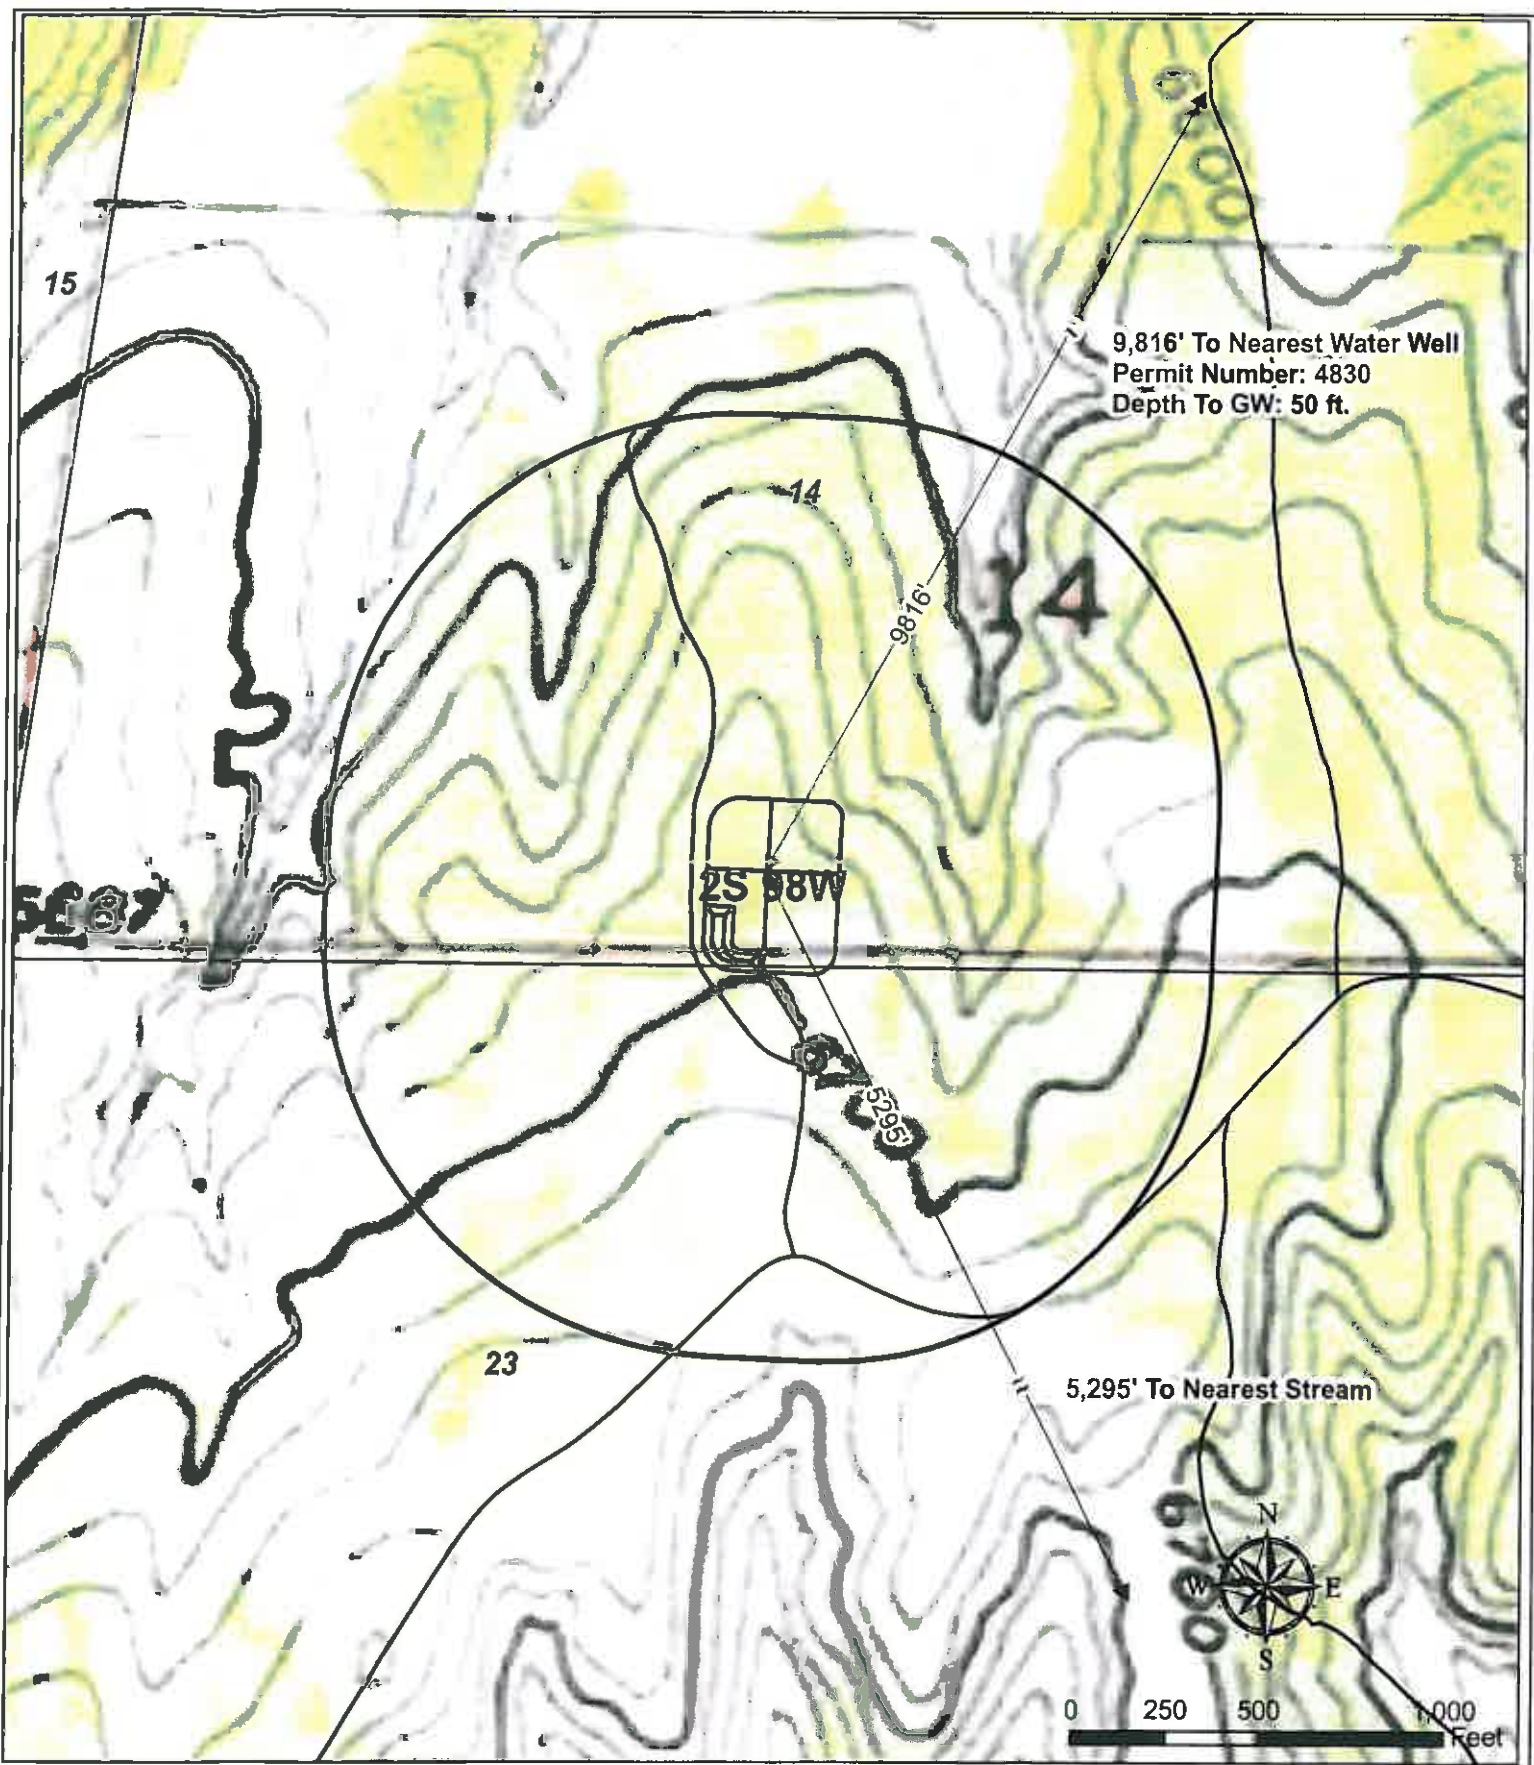 15
9,816' To Nearest Water Well
Permit Number: 4830
Depth To GW: 50 ft.
14
14
9816'
2S 98W
5295'
23
5,295' To Nearest Stream
N
W
E
S
0 250 500 1,000
Feet